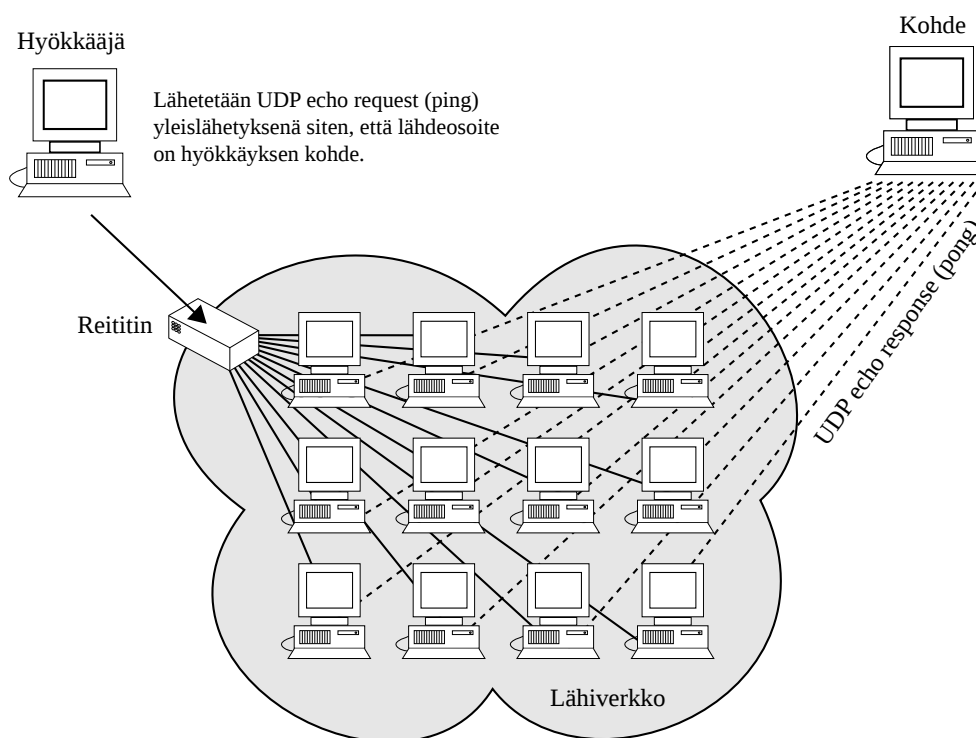 Hyökkääjä
Kohde
Lähetetään UDP echo request (ping)
yleislähetyksenä siten, että lähdeosoite
on hyökkäyksen kohde.
Reititin
UDP echo response (pong)
Lähiverkko